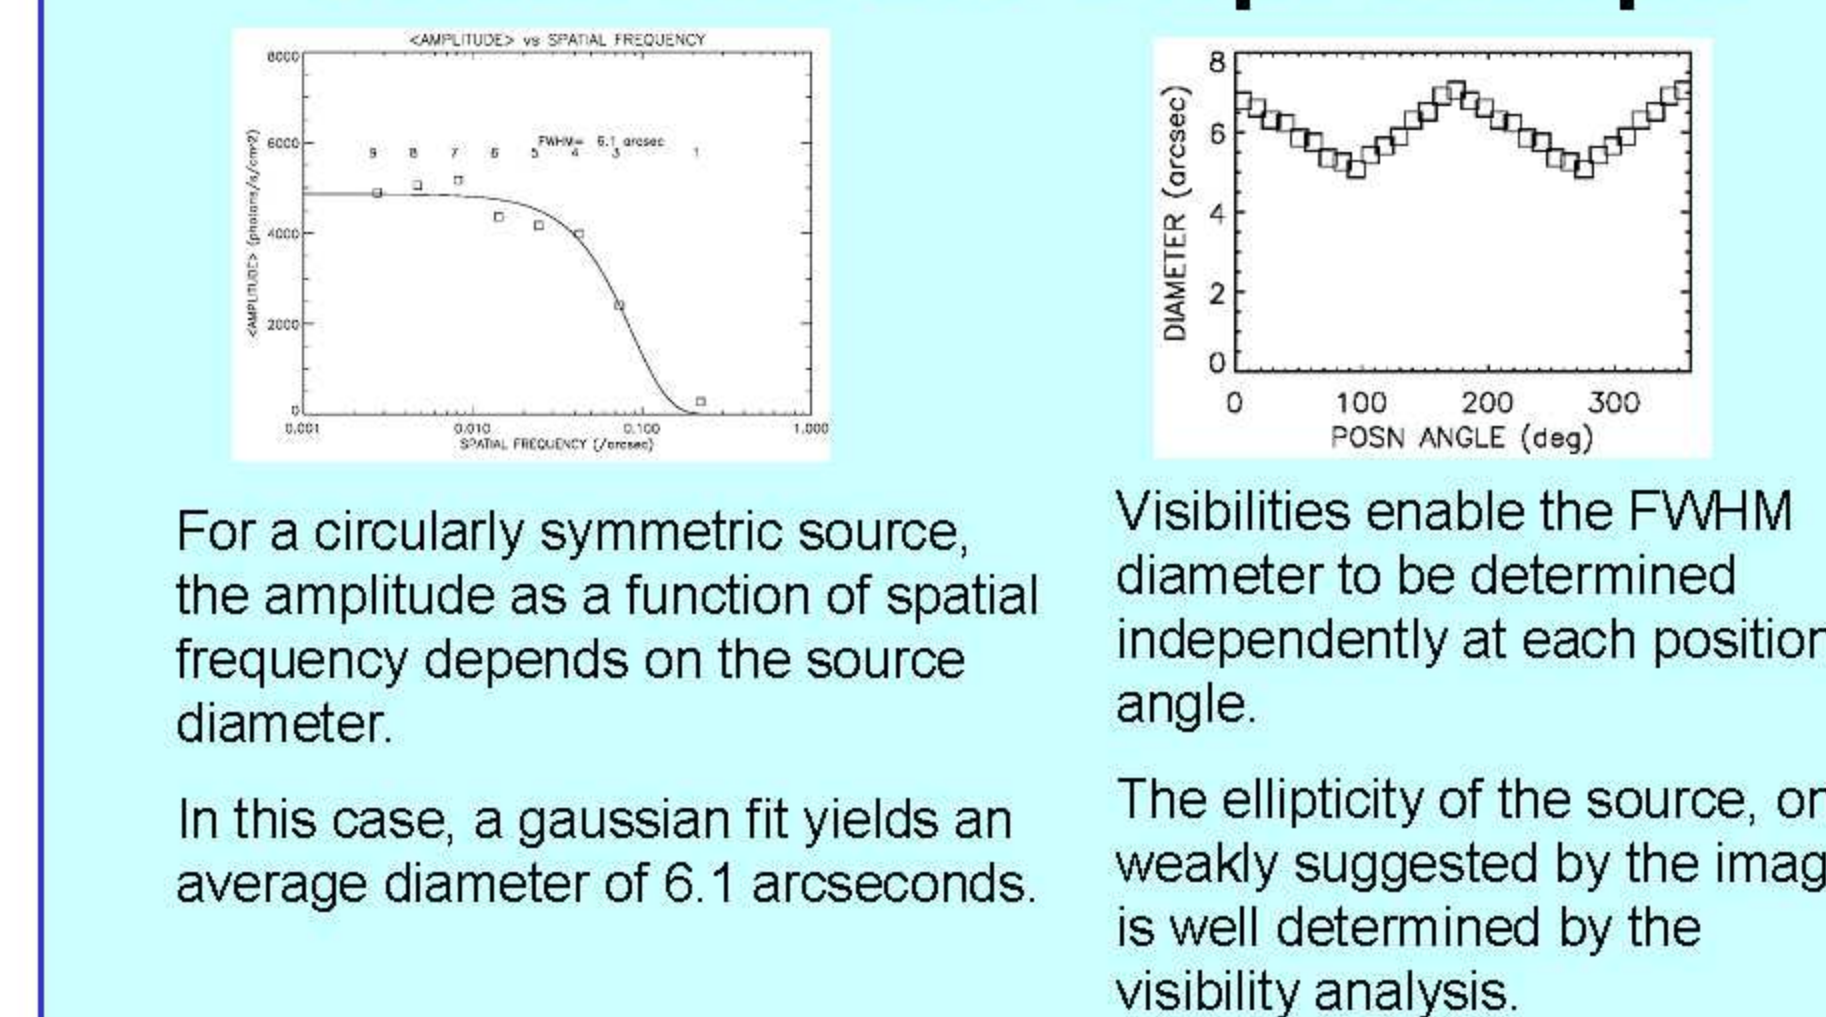 <AMPLITUDE> vs SPATIAL FREQUENCY
8000
6000
4000
2000
0
<AMPLITUDE> (photons/s/cm2)
FWHM= 6.1 arcsec
9 8 7 6 5 4 3 1
0.001 0.010 0.100 1.000
SPATIAL FREQUENCY (/arcsec)
For a circularly symmetric source,
the amplitude as a function of spatial
frequency depends on the source
diameter.
In this case, a gaussian fit yields an
average diameter of 6.1 arcseconds.
8
6
4
2
0
DIAMETER (arcsec)
0 100 200 300
POSN ANGLE (deg)
Visibilities enable the FWHM
diameter to be determined
independently at each position
angle.
The ellipticity of the source,
weakly suggested by the
is well determined by the
visibility analysis.